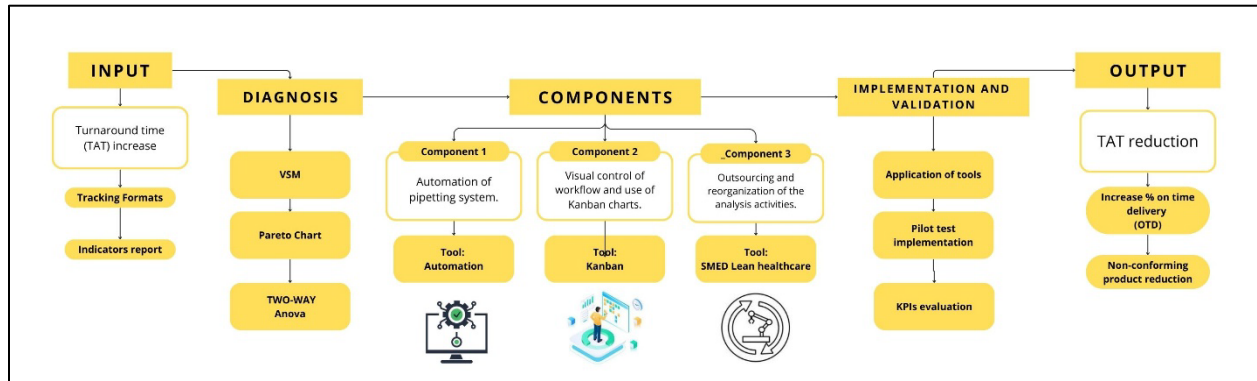 INPUT
Turnaround time
(TAT) increase
Tracking Formats
Indicators report
DIAGNOSIS
VSM
Pareto Chart
TWO-WAY
Anova
COMPONENTS
Component 1
Automation of
pipetting system.
Tool:
Automation
Component 2
Visual control of
workflow and use of
Kanban charts.
Tool:
Kanban
_Component 3
Outsourcing and
reorganization of the
analysis activities.
Tool:
SMED Lean healthcare
IMPLEMENTATION AND
VALIDATION
Application of tools
Pilot test
implementation
KPIs evaluation
OUTPUT
TAT reduction
Increase % on time
delivery
(OTD)
Non-conforming
product reduction